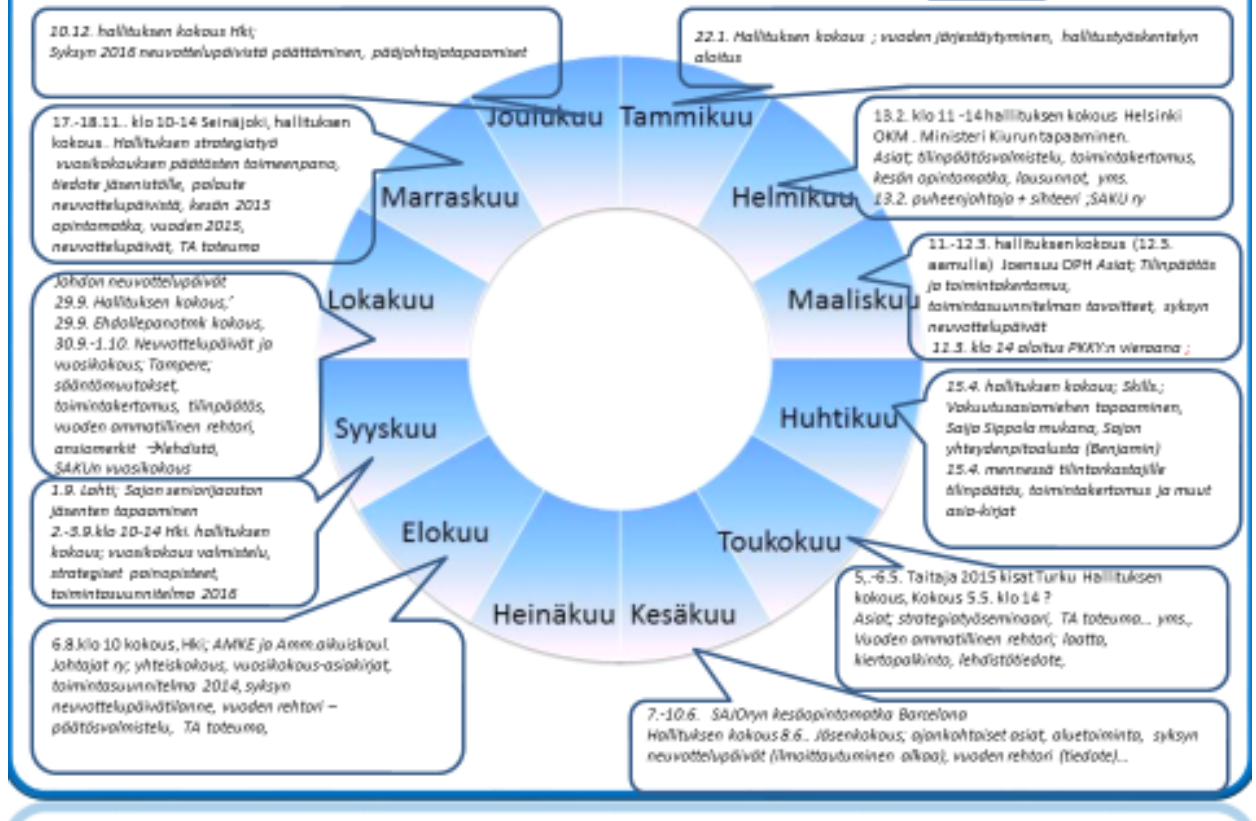 10.12. hallituksen kokous Hki;
Syksyn 2016 neuvottelupäivistä päättäminen, pääjohtajatapaamiset
22.1. Hallituksen kokous ; vuoden järjestäytyminen, hallitustyöskentelyn
aloitus
Joulukuu
Tammikuu
17.-18.11.. klo 10-14 Seinäjoki, hallituksen
kokous.. Hallituksen strategiatyö
vuosikokouksen päätösten toimeenpano,
tiedote jäsenistölle, palaute
neuvottelupäivistä, kesän 2015
opintomatka, vuoden 2015,
neuvottelupäivät, TA toteuma
Marraskuu
Helmikuu
13.2. klo 11 -14 hallituksen kokous Helsinki
OKM . Ministeri Kiurun tapaaminen.
Asiat; tilinpäätösvalmistelu, toimintakertomus,
kesän opintomatka, lausunnot, yms.
13.2. puheenjohtaja + sihteeri ;SAKU ry
Lokakuu
Maaliskuu
11.-12.3. hallituksen kokous (12.3.
aamulla) Joensuu OPH Asiat; Tilinpäätös
ja toimintakertomus,
toimintasuunnitelman tavoitteet, syksyn
neuvottelupäivät
11.3. klo 14 aloitus PKKY:n vieraana ;
Johdon neuvottelupäivät
29.9. Hallituksen kokous,'
29.9. Ehdollepanotmk kokous,
30.9.-1.10. Neuvottelupäivät ja
vuosikokous; Tampere;
sääntömuutokset,
toimintakertomus, tilinpäätös,
vuoden ammatillinen rehtori,
ansiomerkit →lehdistö,
SAKUn vuosikokous
Syyskuu
Huhtikuu
15.4. hallituksen kokous; Skills.;
Vakuutusasiamiehen tapaaminen,
Saija Sippola mukana, Sajon
yhteydenpitoalusta (Benjamin)
15.4. mennessä tilintarkastajille
tilinpäätös, toimintakertomus ja muut
asia-kirjat
1.9. Lahti; Sajon seniorijaoston
jäsenten tapaaminen
2.-3.9.klo 10-14 Hki. hallituksen
kokous; vuosikokous valmistelu,
strategiset painopisteet,
toimintasuunnitelma 2016
Elokuu
Toukokuu
5,.-6.5. Taitaja 2015 kisat Turku Hallituksen
kokous, Kokous 5.5. klo 14 ?
Asiat; strategiatyöseminaari, TA toteuma... yms.,
Vuoden ammatillinen rehtori; laatta,
kiertopalkinto, lehdistötiedote,
Heinäkuu
Kesäkuu
6.8.klo 10 kokous, Hki; AMKE ja Amm.aikuiskoul.
Johtajat ry; yhteiskokous, vuosikokous-asiakirjat,
toimintasuunnitelma 2014, syksyn
neuvottelupäivätilanne, vuoden rehtori –
päätösvalmistelu, TA toteuma,
7.-10.6. SAJOryn kesäopintomatka Barcelona
Hallituksen kokous 8.6.. Jäsenkokous; ajankohtaiset asiat, aluetoiminta, syksyn
neuvottelupäivät (ilmoittautuminen alkaa), vuoden rehtori (tiedote)...